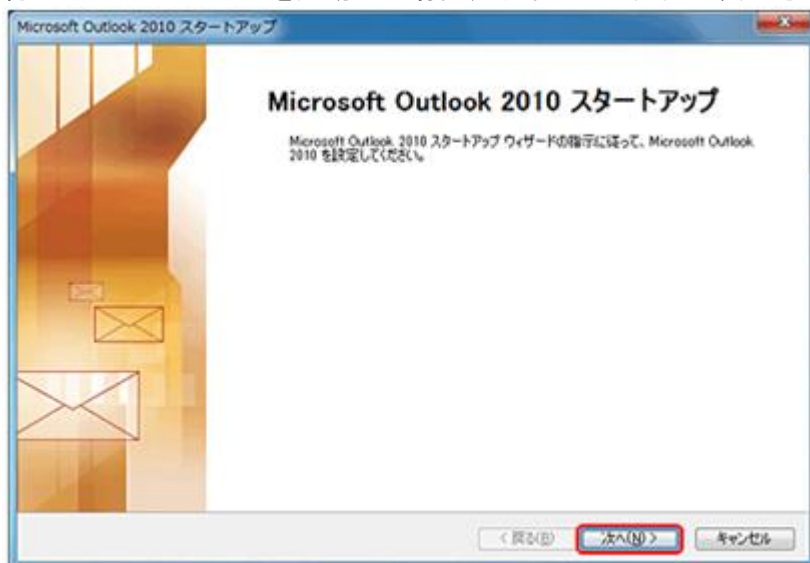 Microsoft Outlook 2010 スタートアップ
Microsoft Outlook 2010 スタートアップ
Microsoft Outlook 2010 スタートアップ ウィザードの指示に従って、Microsoft Outlook
2010 を設定してください。
< 戻る(B)
次へ(N) >
キャンセル